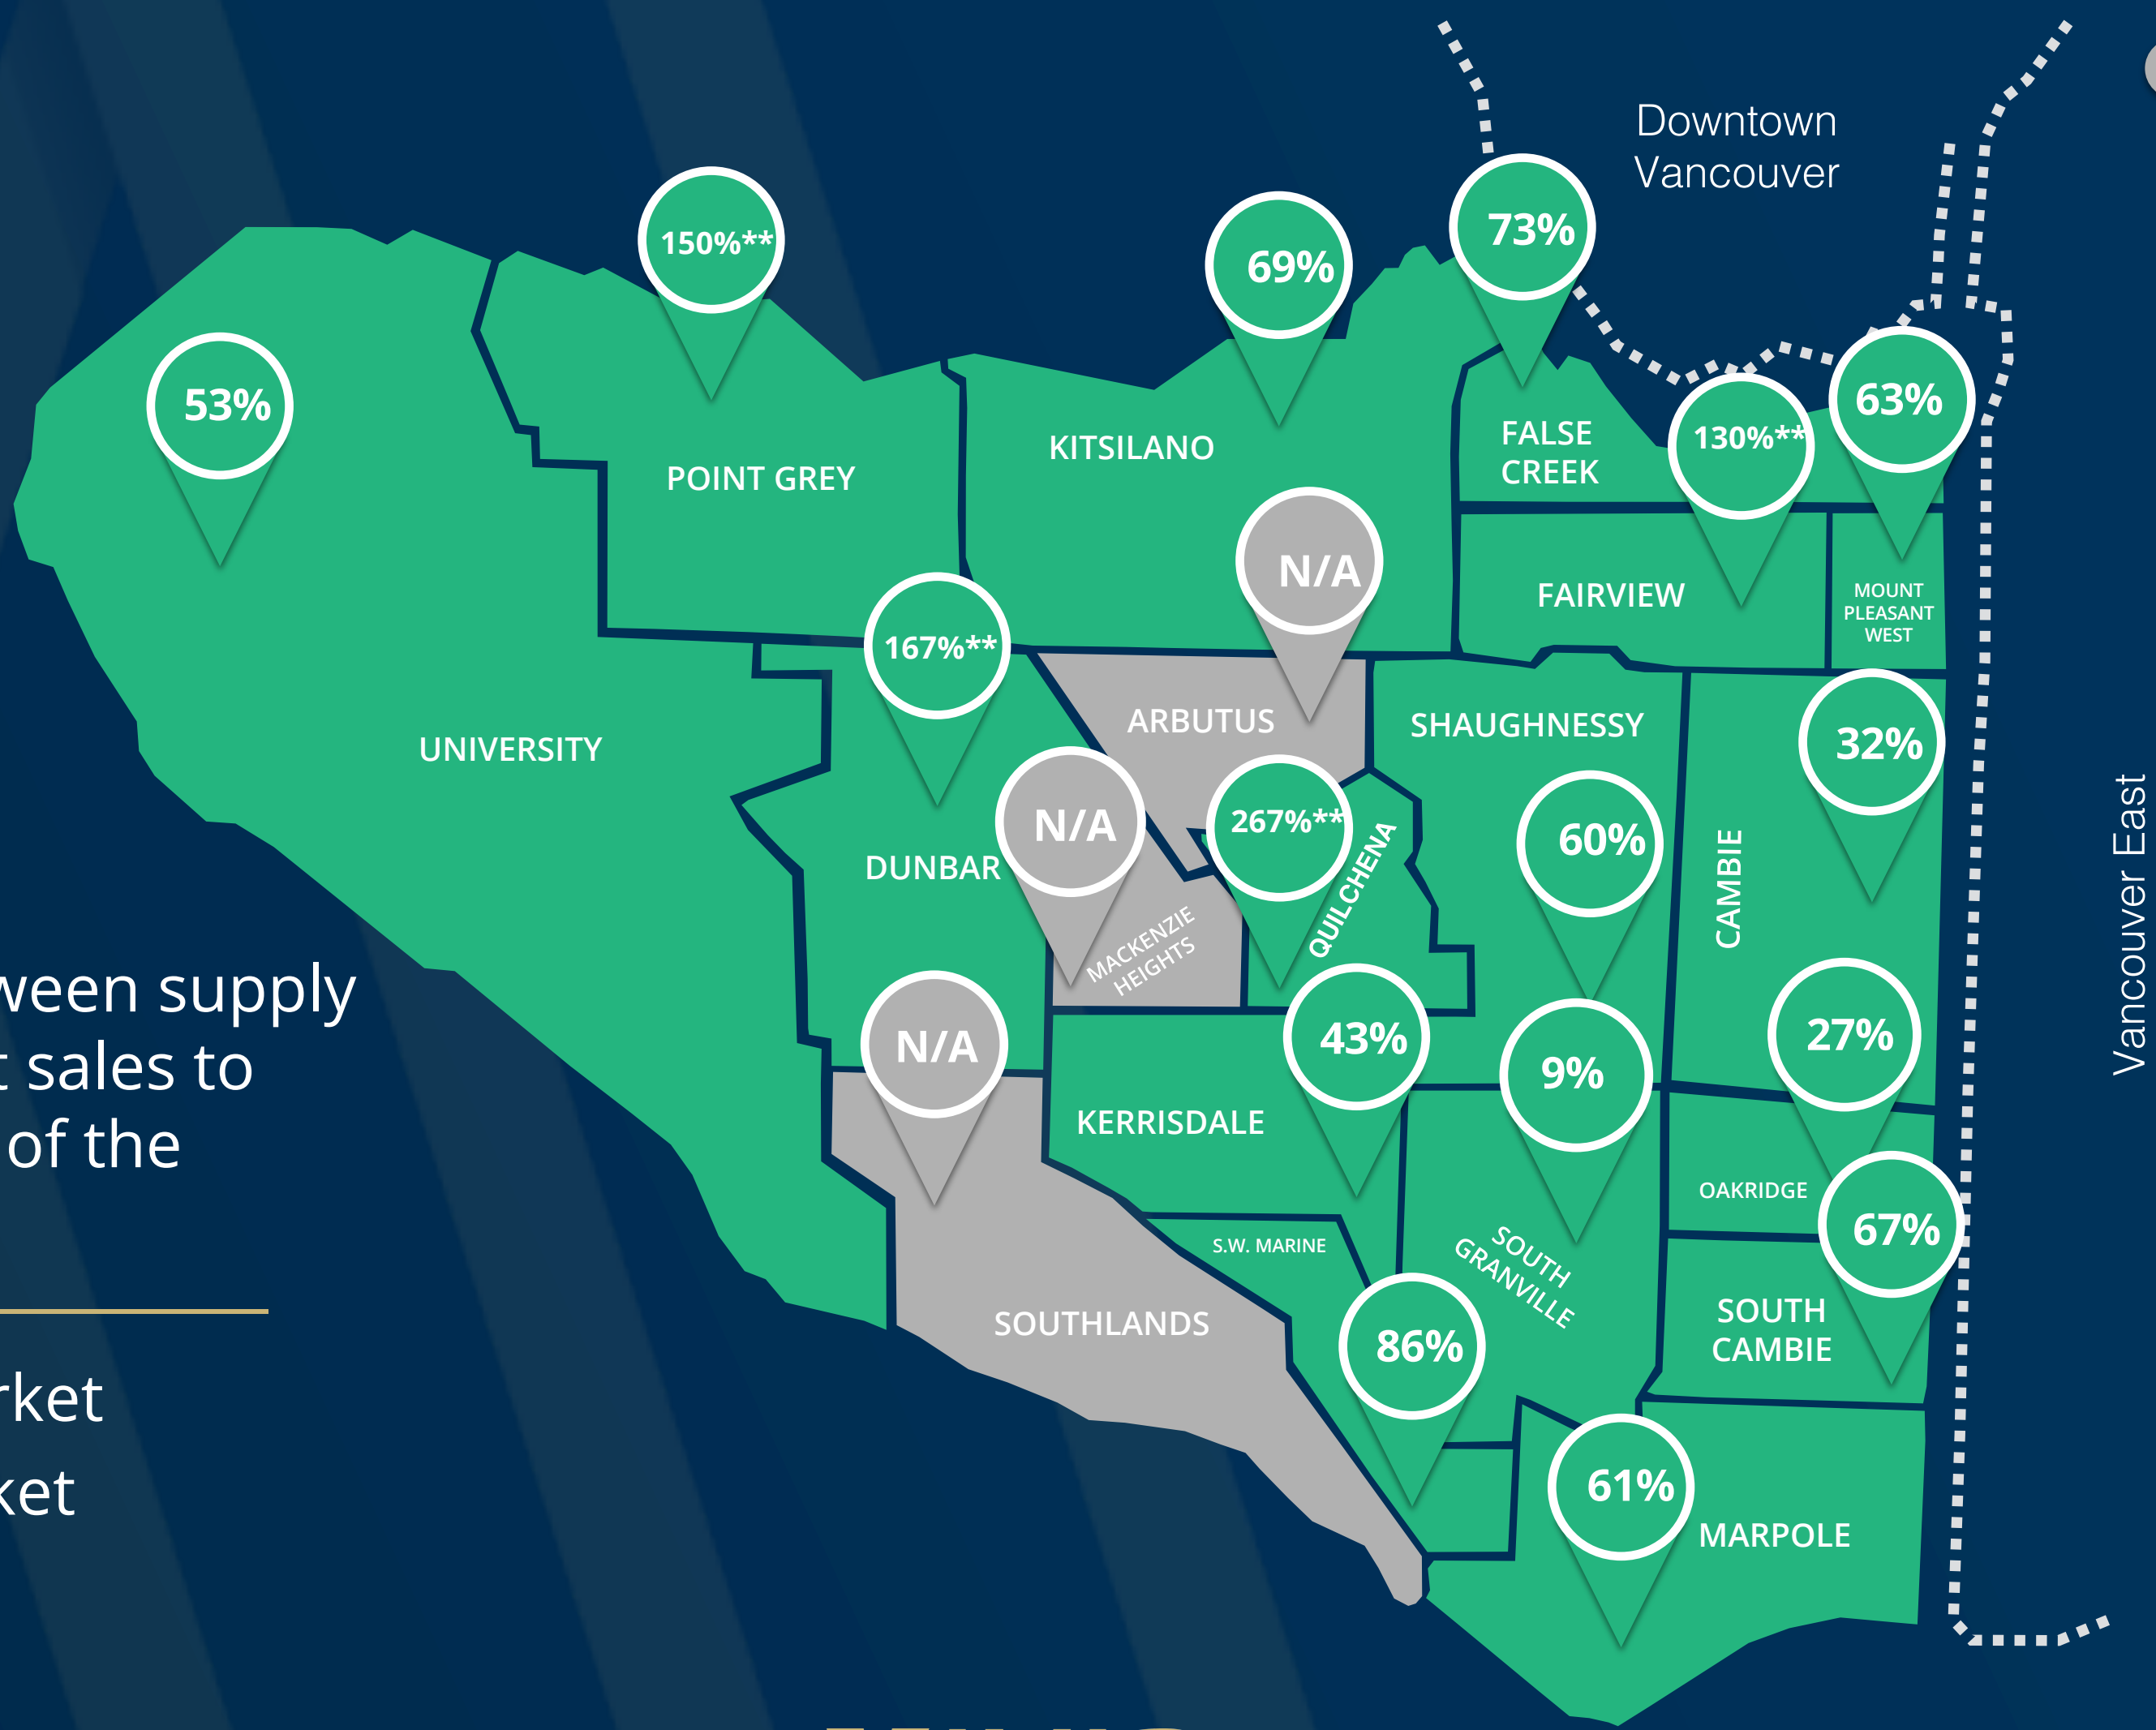 Downtown
Vancouver
150%**
73%
69%
53%
63%
130%**
FALSE
CREEK
KITSILANO
POINT GREY
N/A
FAIRVIEW
MOUNT
PLEASANT
WEST
167%**
ARBUTUS
SHAUGHNESSY
UNIVERSITY
32%
N/A
267%**
60%
QUILCHENA
CAMBIE
Vancouver East
DUNBAR
MACKENZIE
HEIGHTS
ween supply
t sales to
of the
N/A
43%
9%
27%
KERRISDALE
OAKRIDGE
67%
S.W. MARINE
SOUTH
GRANVILLE
SOUTHLANDS
SOUTH
CAMBIE
86%
rket
ket
61%
MARPOLE